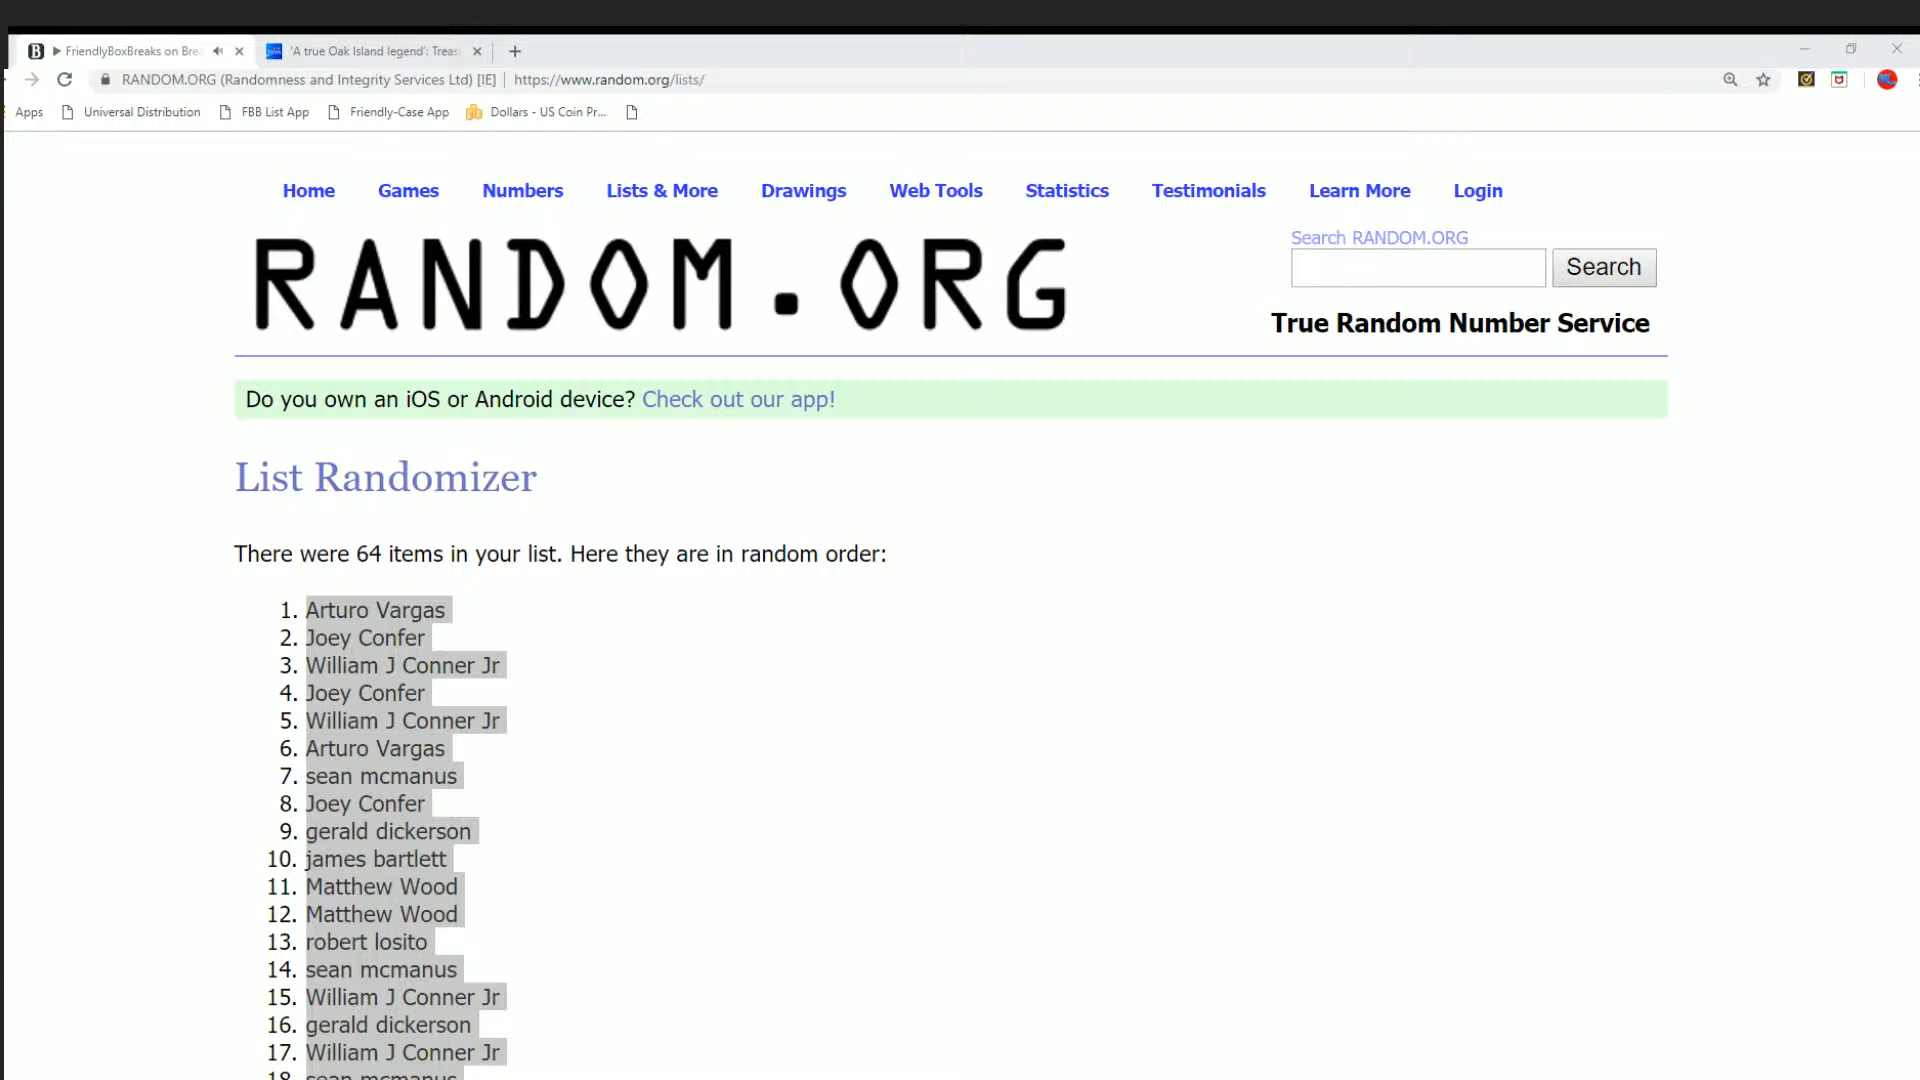 FriendlyBoxBreaks on Brea
'A true Oak Island legend': Treas
RANDOM.ORG (Randomness and Integrity Services Ltd) [IE] https://www.random.org/lists/
Apps Universal Distribution FBB List App Friendly-Case App Dollars - US Coin Pr...
Home Games Numbers Lists & More Drawings Web Tools Statistics Testimonials Learn More Login
RANDOM.ORG
Search RANDOM.ORG
Search
True Random Number Service
Do you own an iOS or Android device? Check out our app!
List Randomizer
There were 64 items in your list. Here they are in random order:
1. Arturo Vargas
2. Joey Confer
3. William J Conner Jr
4. Joey Confer
5. William J Conner Jr
6. Arturo Vargas
7. sean mcmanus
8. Joey Confer
9. gerald dickerson
10. james bartlett
11. Matthew Wood
12. Matthew Wood
13. robert losito
14. sean mcmanus
15. William J Conner Jr
16. gerald dickerson
17. William J Conner Jr
18. sean mcmanus